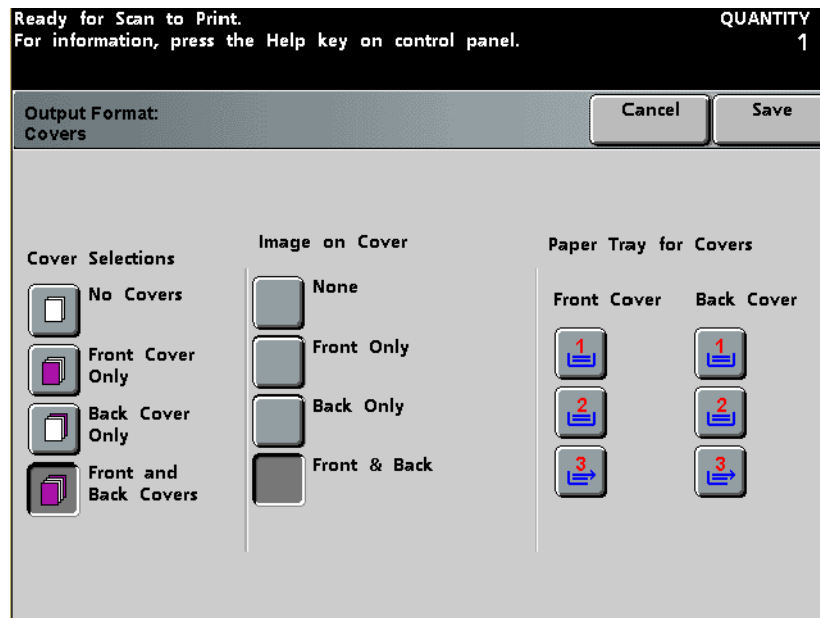 Ready for Scan to Print.
QUANTITY
For information, press the Help key on control panel.
1
Output Format:
Covers
Cancel
Save
Cover Selections
No Covers
Front Cover
Only
Back Cover
Only
Front and
Back Covers
Image on Cover
None
Front Only
Back Only
Front & Back
Paper Tray for Covers
Front Cover
Back Cover
1
1
2
2
3
3